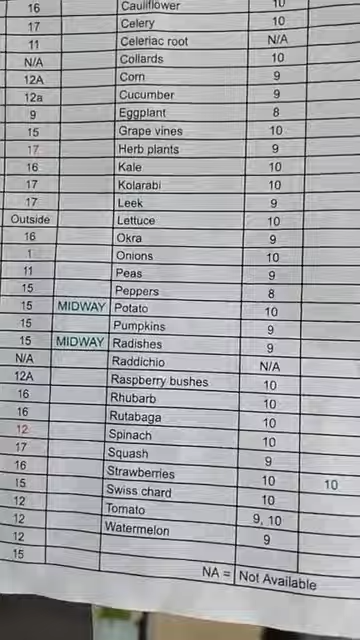 16 Cauliflower 10
17 Celery 10
11 Celeriac root N/A
N/A Collards 10
12A Corn 9
12a Cucumber 9
9 Eggplant 8
15 Grape vines 10
17 Herb plants 9
16 Kale 10
17 Kolarabi 10
17 Leek 9
Outside Lettuce 10
16 Okra 9
1 Onions 10
11 Peas 9
15 Peppers 8
15 MIDWAY Potato 10
15 Pumpkins 9
15 MIDWAY Radishes 9
N/A Raddichio N/A
12A Raspberry bushes 10
16 Rhubarb 10
16 Rutabaga 10
12 Spinach 10
17 Squash 9
16 Strawberries 10 10
15 Swiss chard 10
12 Tomato 9, 10
12 Watermelon 9
12
15
NA = Not Available